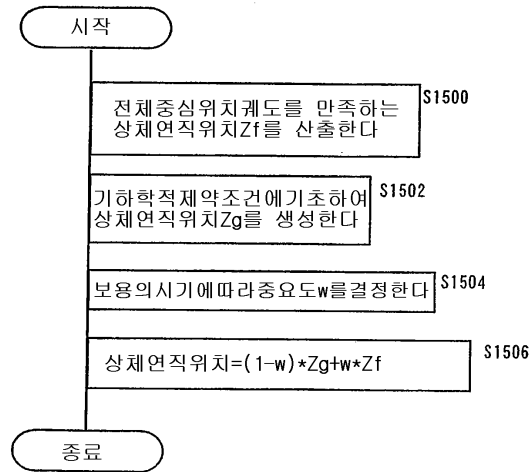 시작
S1500
전체중심위치궤도를 만족하는
상체연직위치Zf를 산출한다
S1502
기하학적제약조건에기초하여
상체연직위치Zg를 생성한다
S1504
보용의시기에따라중요도w를결정한다
S1506
상체연직위치=(1-w)*Zg+w*Zf
종료